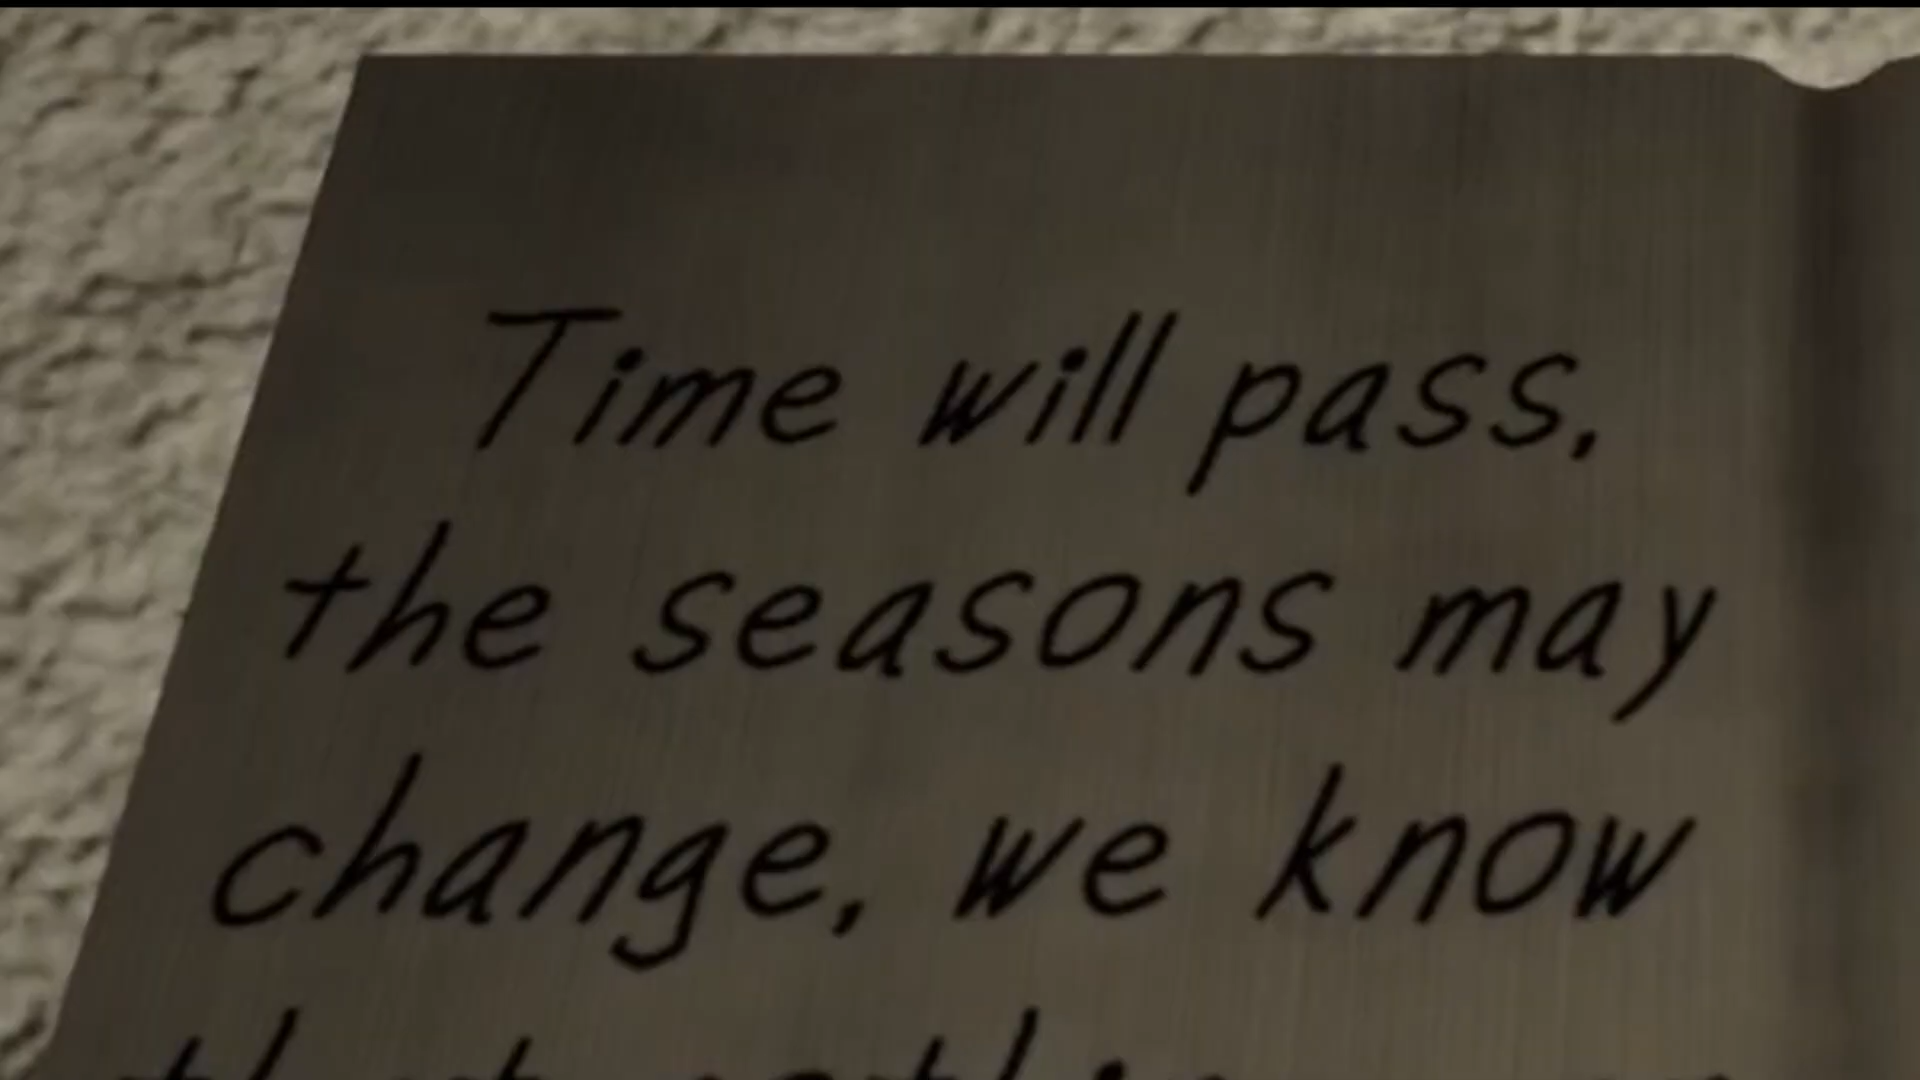 Time will pass,
the seasons may
change, we know